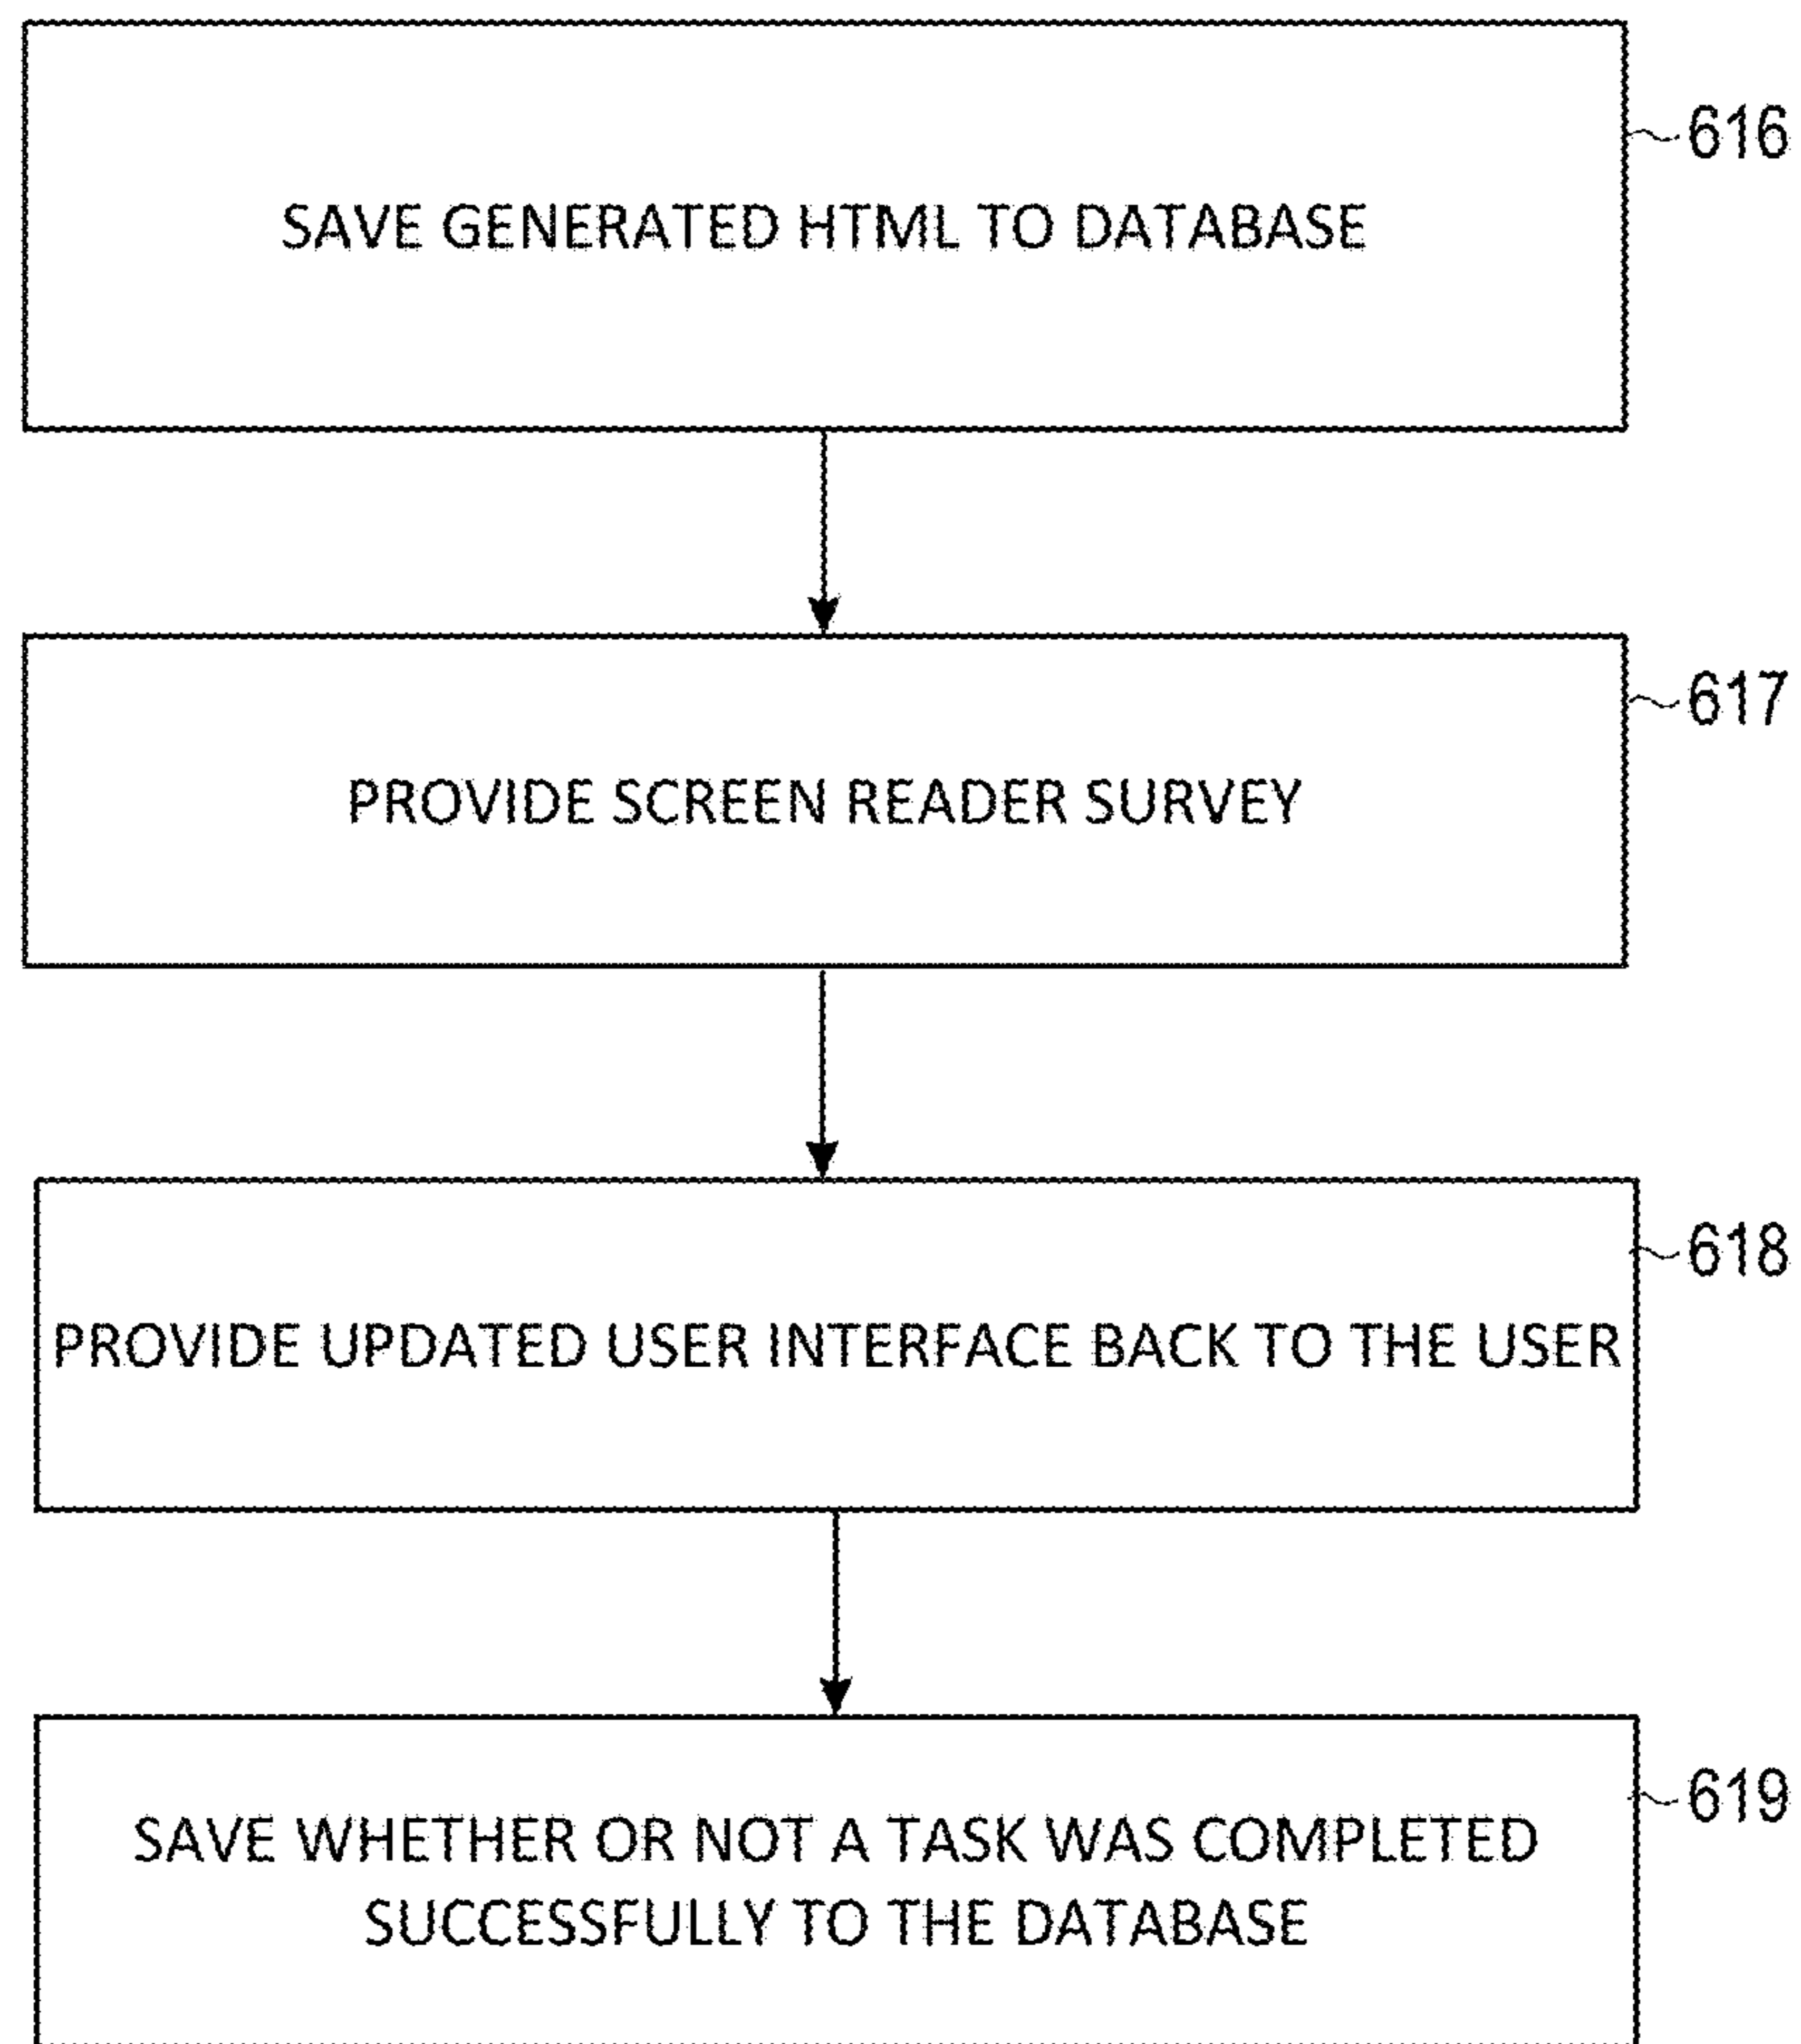 SAVE GENERATED HTML TO DATABASE
616
PROVIDE SCREEN READER SURVEY
617
PROVIDE UPDATED USER INTERFACE BACK TO THE USER
618
SAVE WHETHER OR NOT A TASK WAS COMPLETED
SUCCESSFULLY TO THE DATABASE
619